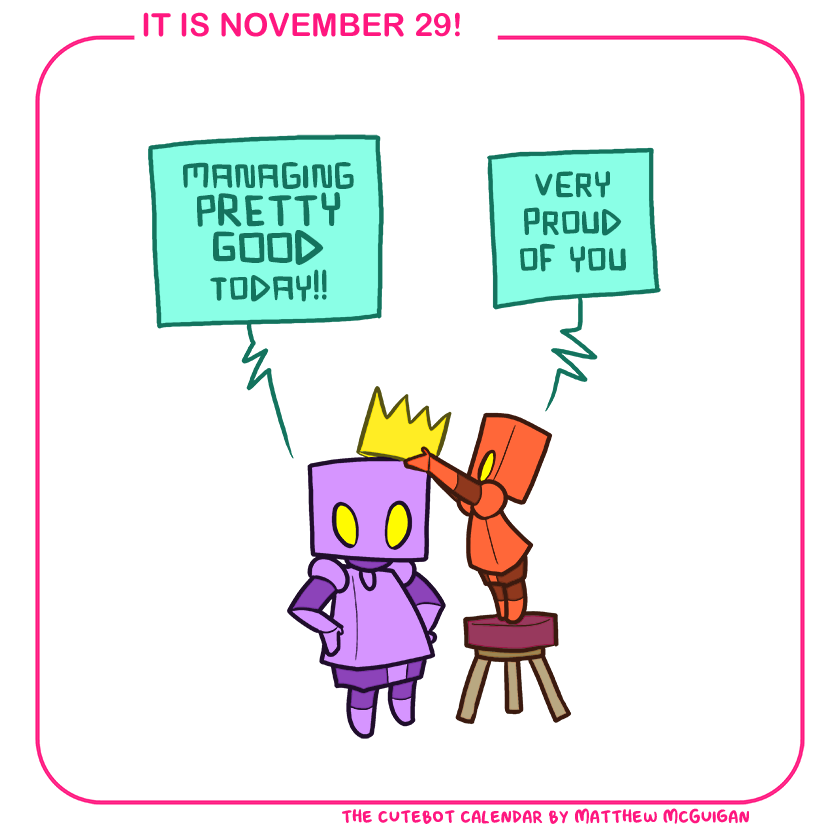 IT IS NOVEMBER 29!
MANAGING
PRETTY
GOOD
TODAY!!
VERY
PROUD
OF YOU
THE CUTEBOT CALENDAR BY MATTHEW MCGUIGAN